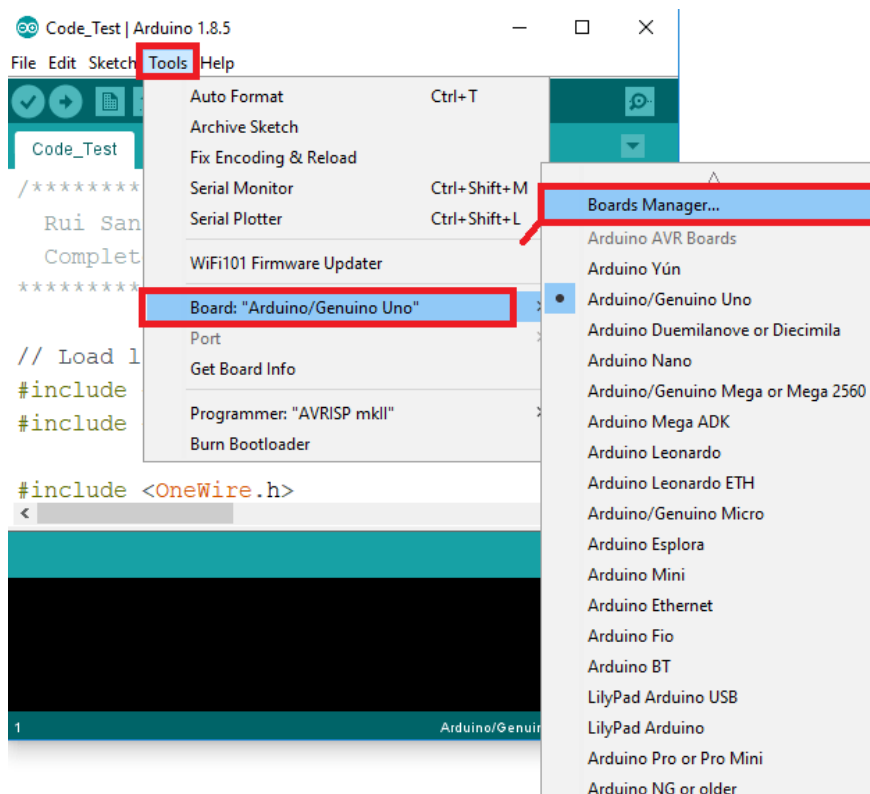 Code_Test | Arduino 1.8.5
File Edit Sketch Tools Help
Auto Format Ctrl+T
Archive Sketch
Fix Encoding & Reload
Serial Monitor Ctrl+Shift+M
Serial Plotter Ctrl+Shift+L
WiFi101 Firmware Updater
Board: "Arduino/Genuino Uno"
Port
Get Board Info
Programmer: "AVRISP mkII"
Burn Bootloader
Code_Test
/*********
Rui San
Complet
*********
// Load l
#include
#include
#include <OneWire.h>
1 Arduino/Genuin
Boards Manager...
Arduino AVR Boards
Arduino Yún
Arduino/Genuino Uno
Arduino Duemilanove or Diecimila
Arduino Nano
Arduino/Genuino Mega or Mega 2560
Arduino Mega ADK
Arduino Leonardo
Arduino Leonardo ETH
Arduino/Genuino Micro
Arduino Esplora
Arduino Mini
Arduino Ethernet
Arduino Fio
Arduino BT
LilyPad Arduino USB
LilyPad Arduino
Arduino Pro or Pro Mini
Arduino NG or older